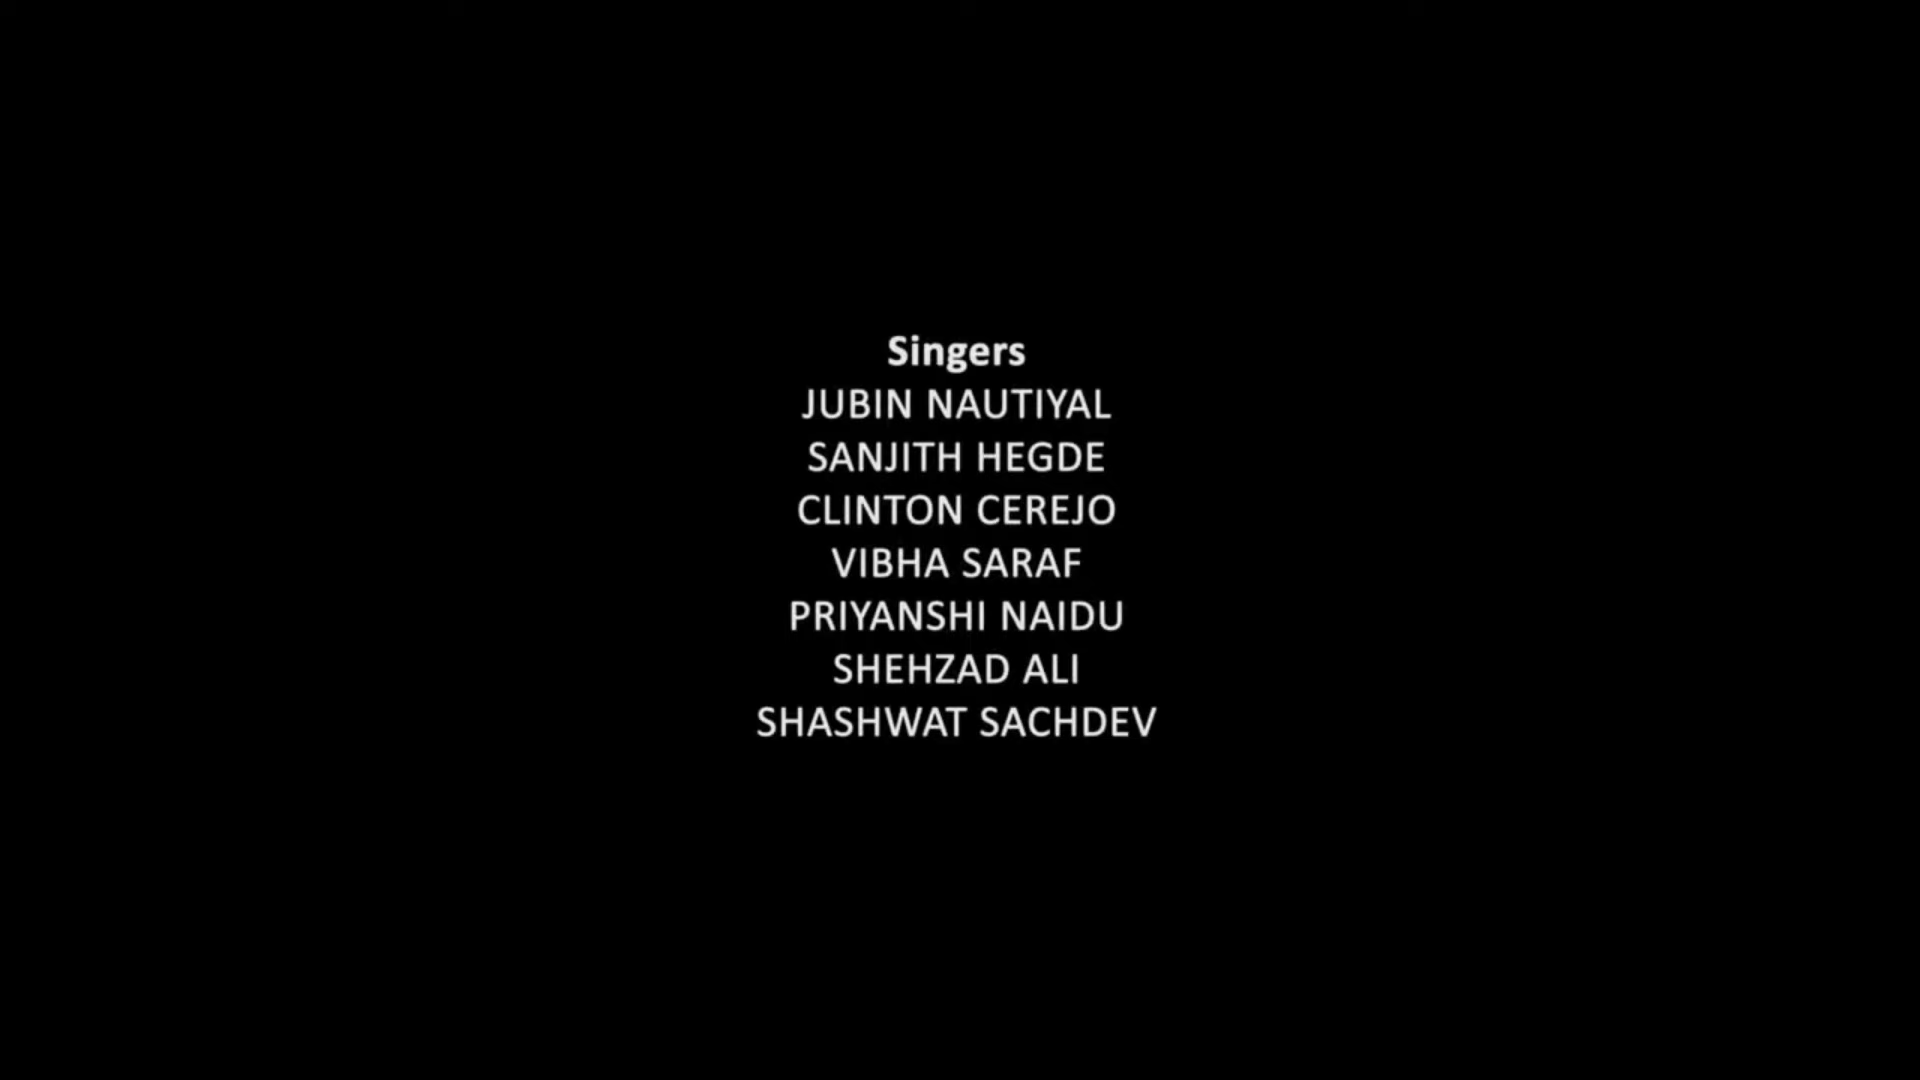 Singers
JUBIN NAUTIYAL
SANJITH HEGDE
CLINTON CEREJO
VIBHA SARAF
PRIYANSHI NAIDU
SHEHZAD ALI
SHASHWAT SACHDEV